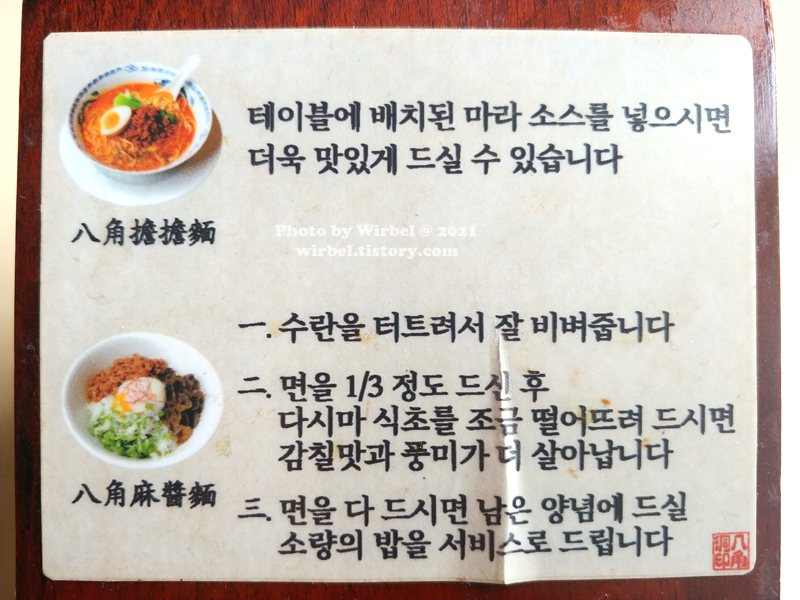 테이블에 배치된 마라 소스를 넣으시면
더욱 맛있게 드실 수 있습니다
八角擔擔麵
Photo by Wirbel @ 2021
wirbel.tistory.com
一. 수란을 터트려서 잘 비벼줍니다
二. 면을 1/3 정도 드신 후
다시마 식초를 조금 떨어뜨려 드시면
감칠맛과 풍미가 더 살아납니다
八角麻醬麵
三. 면을 다 드시면 남은 양념에 드실
소량의 밥을 서비스로 드립니다
八角